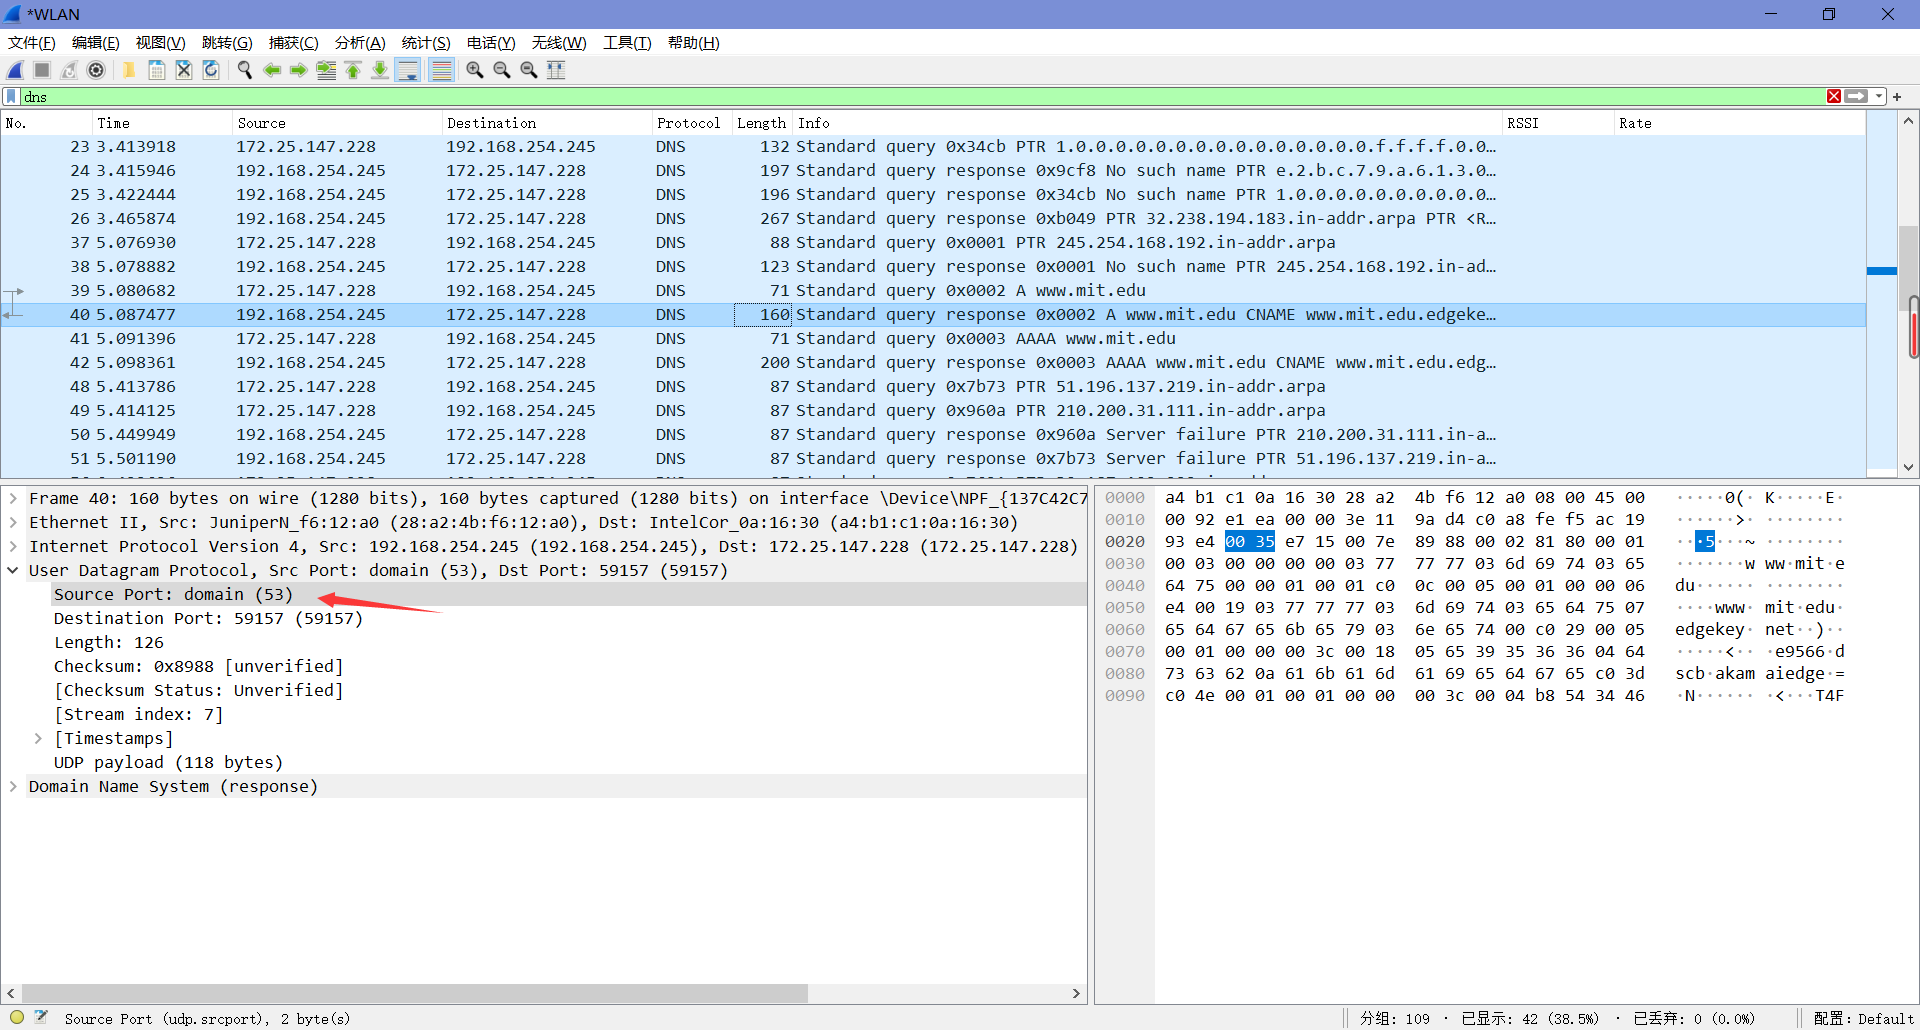 *WLAN
文件(F) 编辑(E) 视图(V) 跳转(G) 捕获(C) 分析(A) 统计(S) 电话(Y) 无线(W) 工具(T) 帮助(H)
dns
No. Time Source Destination Protocol Length Info RSSI Rate
23 3.413918 172.25.147.228 192.168.254.245 DNS 132 Standard query 0x34cb PTR 1.0.0.0.0.0.0.0.0.0.0.0.0.0.0.0.f.f.f.f.0.0…
24 3.415946 192.168.254.245 172.25.147.228 DNS 197 Standard query response 0x9cf8 No such name PTR e.2.b.c.7.9.a.6.1.3.0…
25 3.422444 192.168.254.245 172.25.147.228 DNS 196 Standard query response 0x34cb No such name PTR 1.0.0.0.0.0.0.0.0.0.0…
26 3.465874 192.168.254.245 172.25.147.228 DNS 267 Standard query response 0xb049 PTR 32.238.194.183.in-addr.arpa PTR <R…
37 5.076930 172.25.147.228 192.168.254.245 DNS 88 Standard query 0x0001 PTR 245.254.168.192.in-addr.arpa
38 5.078882 192.168.254.245 172.25.147.228 DNS 123 Standard query response 0x0001 No such name PTR 245.254.168.192.in-ad…
39 5.080682 172.25.147.228 192.168.254.245 DNS 71 Standard query 0x0002 A www.mit.edu
40 5.087477 192.168.254.245 172.25.147.228 DNS 160 Standard query response 0x0002 A www.mit.edu CNAME www.mit.edu.edgeke…
41 5.091396 172.25.147.228 192.168.254.245 DNS 71 Standard query 0x0003 AAAA www.mit.edu
42 5.098361 192.168.254.245 172.25.147.228 DNS 200 Standard query response 0x0003 AAAA www.mit.edu CNAME www.mit.edu.edg…
48 5.413786 172.25.147.228 192.168.254.245 DNS 87 Standard query 0x7b73 PTR 51.196.137.219.in-addr.arpa
49 5.414125 172.25.147.228 192.168.254.245 DNS 87 Standard query 0x960a PTR 210.200.31.111.in-addr.arpa
50 5.449949 192.168.254.245 172.25.147.228 DNS 87 Standard query response 0x960a Server failure PTR 210.200.31.111.in-a…
51 5.501190 192.168.254.245 172.25.147.228 DNS 87 Standard query response 0x7b73 Server failure PTR 51.196.137.219.in-a…
Frame 40: 160 bytes on wire (1280 bits), 160 bytes captured (1280 bits) on interface \Device\NPF_{137C42C7
Ethernet II, Src: JuniperN_f6:12:a0 (28:a2:4b:f6:12:a0), Dst: IntelCor_0a:16:30 (a4:b1:c1:0a:16:30)
Internet Protocol Version 4, Src: 192.168.254.245 (192.168.254.245), Dst: 172.25.147.228 (172.25.147.228)
User Datagram Protocol, Src Port: domain (53), Dst Port: 59157 (59157)
Source Port: domain (53)
Destination Port: 59157 (59157)
Length: 126
Checksum: 0x8988 [unverified]
[Checksum Status: Unverified]
[Stream index: 7]
[Timestamps]
UDP payload (118 bytes)
Domain Name System (response)
0000 a4 b1 c1 0a 16 30 28 a2 4b f6 12 a0 08 00 45 00 ·····0(· K·····E·
0010 00 92 e1 ea 00 00 3e 11 9a d4 c0 a8 fe f5 ac 19 ······>· ········
0020 93 e4 00 35 e7 15 00 7e 89 88 00 02 81 80 00 01 ···5···~ ········
0030 00 03 00 00 00 00 03 77 77 77 03 6d 69 74 03 65 ·······w ww·mit·e
0040 64 75 00 00 01 00 01 c0 0c 00 05 00 01 00 00 06 du······ ········
0050 e4 00 19 03 77 77 77 03 6d 69 74 03 65 64 75 07 ····www· mit·edu·
0060 65 64 67 65 6b 65 79 03 6e 65 74 00 c0 29 00 05 edgekey· net··)··
0070 00 01 00 00 00 3c 00 18 05 65 39 35 36 36 04 64 ·····<·· ·e9566·d
0080 73 63 62 0a 61 6b 61 6d 61 69 65 64 67 65 c0 3d scb·akam aiedge·=
0090 c0 4e 00 01 00 01 00 00 00 3c 00 04 b8 54 34 46 ·N······ ·<···T4F
Source Port (udp.srcport), 2 byte(s) 分组: 109 · 已显示: 42 (38.5%) · 已丢弃: 0 (0.0%) 配置: Default